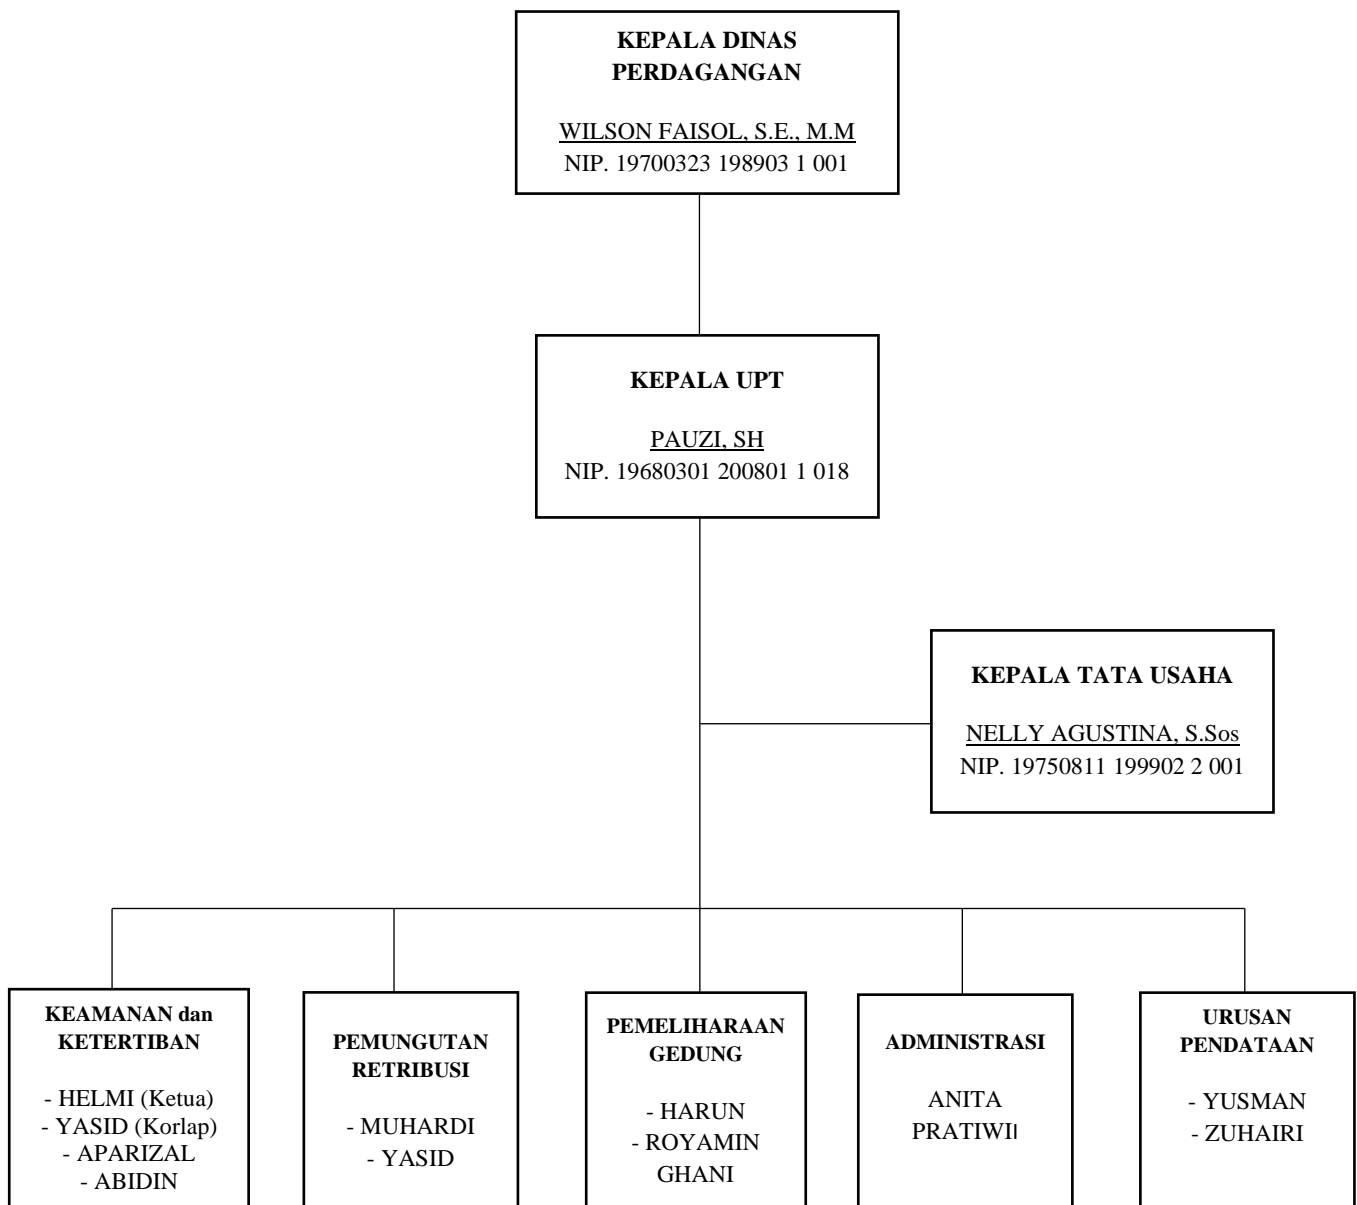 KEPALA DINAS
PERDAGANGAN
WILSON FAISOL, S.E., M.M
NIP. 19700323 198903 1 001
KEPALA UPT
PAUZI, SH
NIP. 19680301 200801 1 018
KEPALA TATA USAHA
NELLY AGUSTINA, S.Sos
NIP. 19750811 199902 2 001
KEAMANAN dan
KETERTIBAN
- HELMI (Ketua)
- YASID (Korlap)
- APARIZAL
- ABIDIN
PEMUNGUTAN
RETRIBUSI
- MUHARDI
- YASID
PEMELIHARAAN
GEDUNG
- HARUN
- ROYAMIN
GHANI
ADMINISTRASI
ANITA
PRATIWI
URUSAN
PENDATAAN
- YUSMAN
- ZUHAIRI